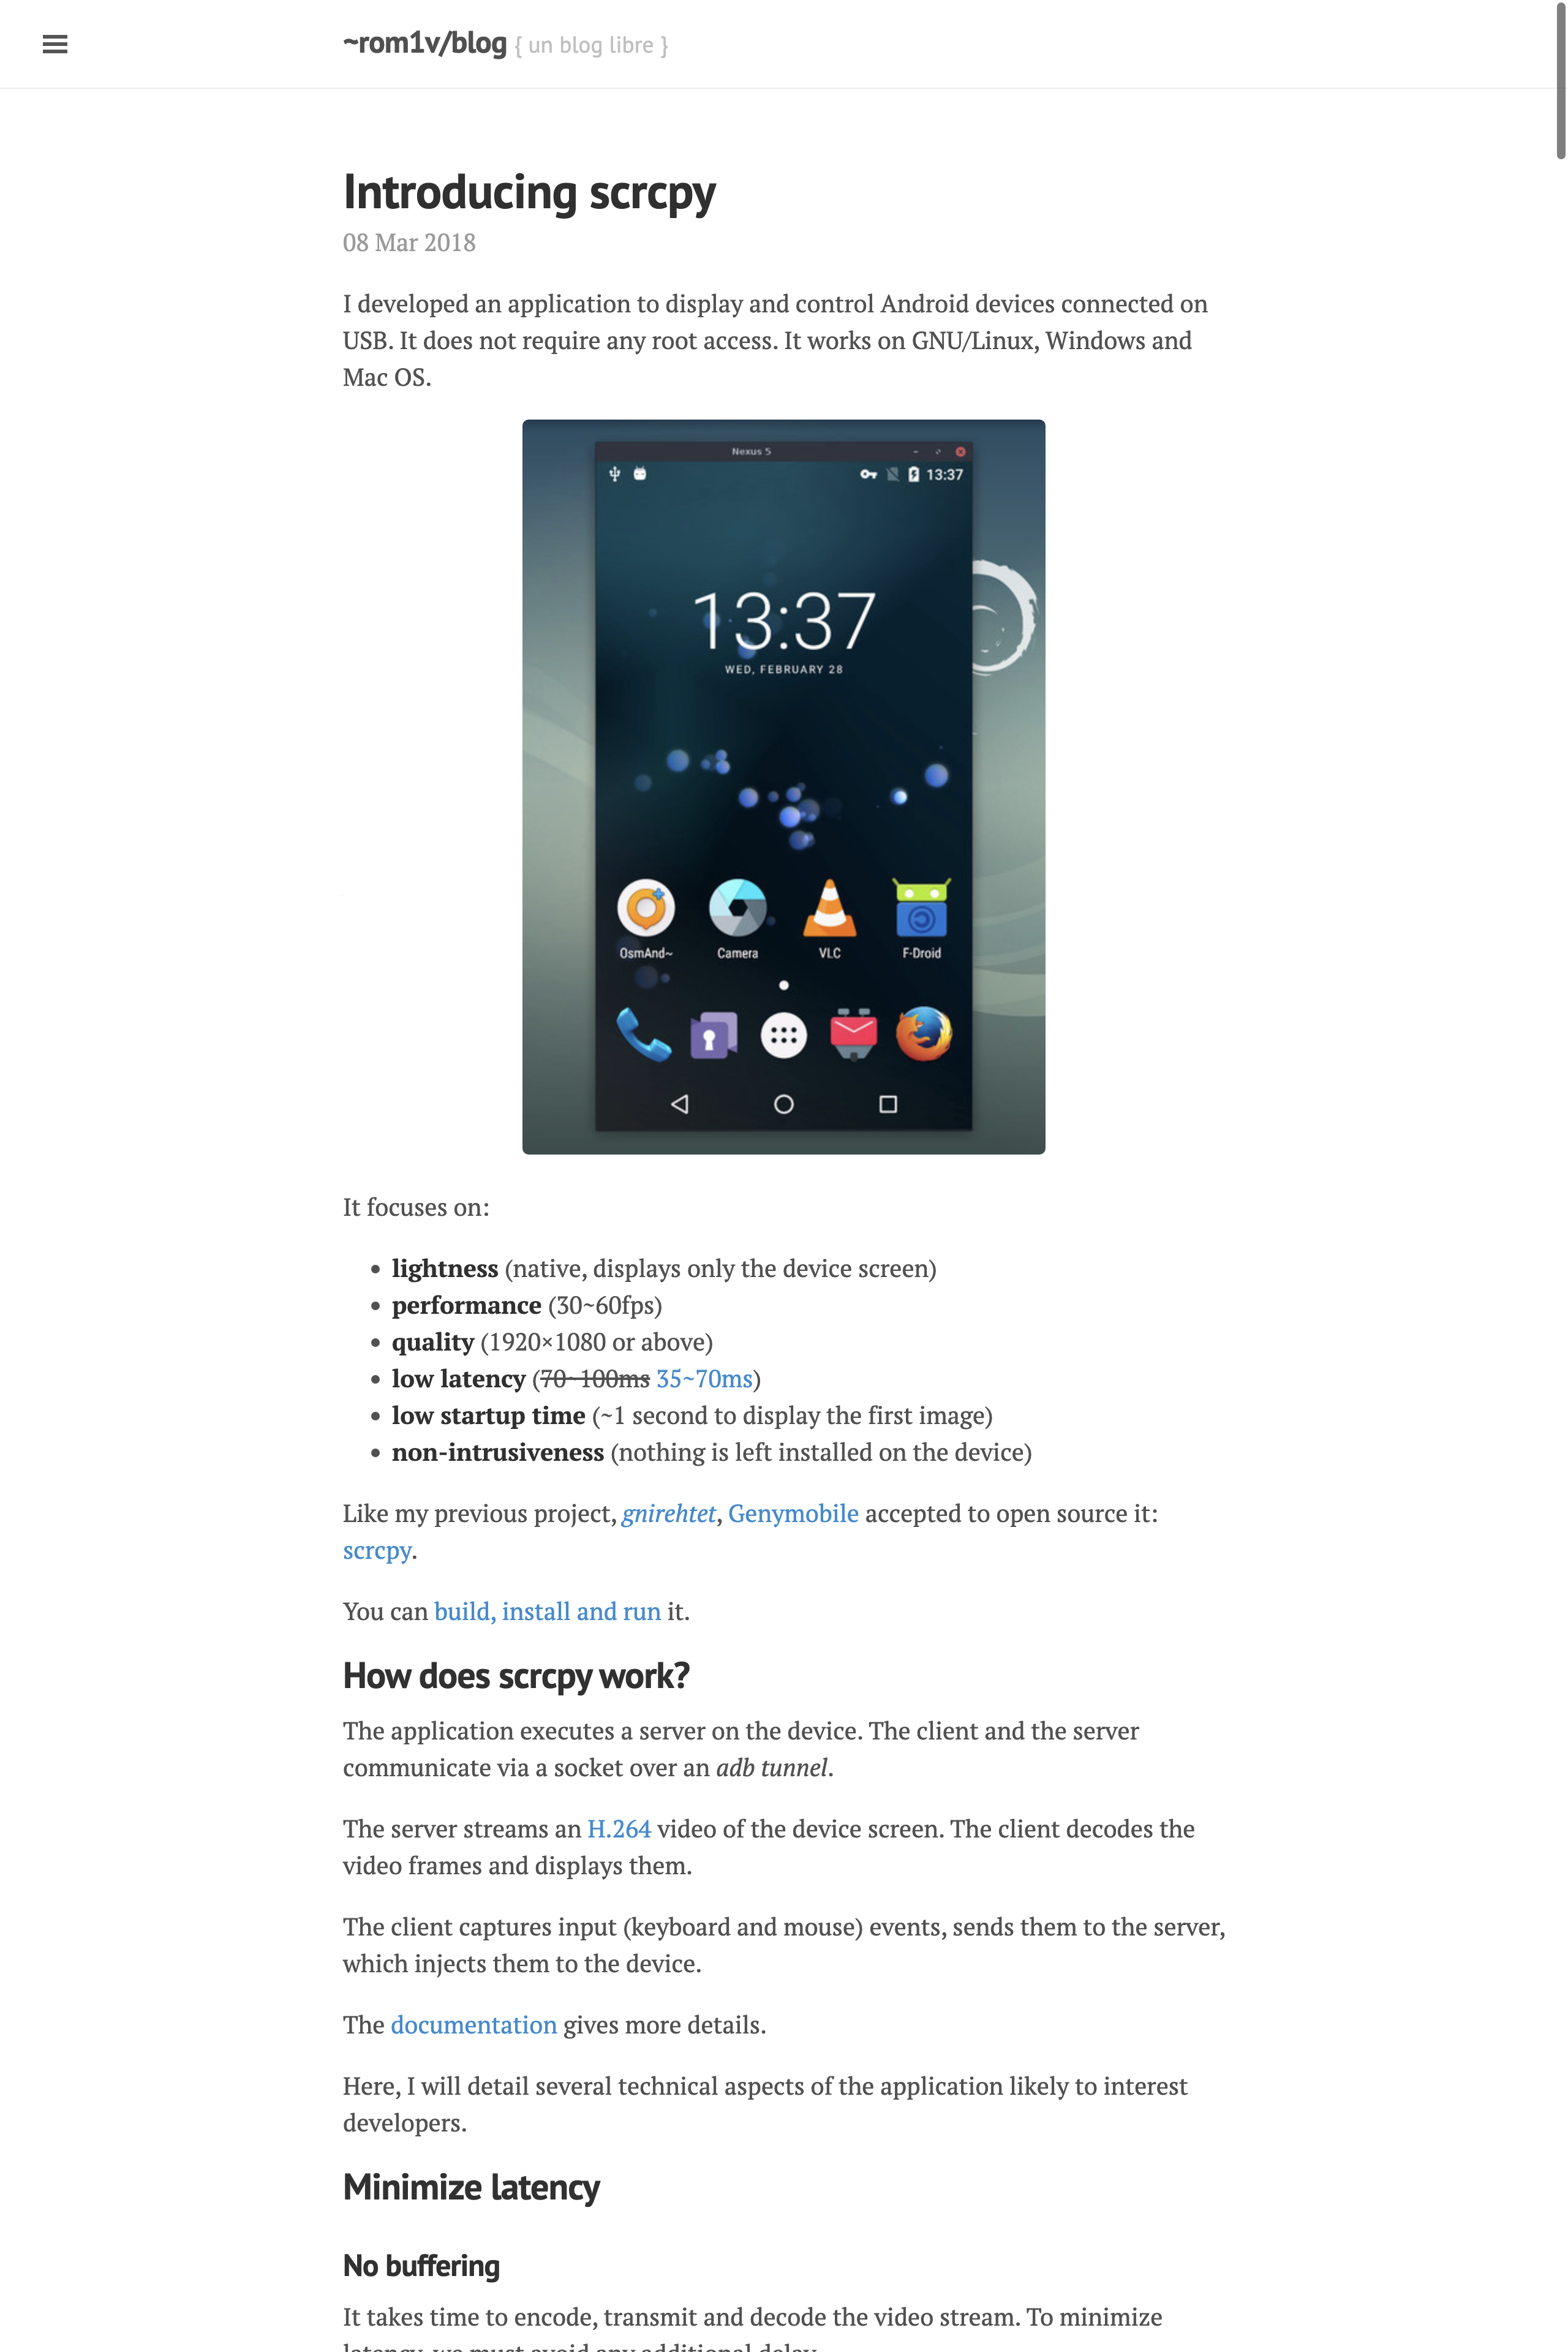 ~rom1v/blog { un blog libre }
Introducing scrcpy
08 Mar 2018
I developed an application to display and control Android devices connected on
USB. It does not require any root access. It works on GNU/Linux, Windows and
Mac OS.
Nexus 5
13:37
13:37
WED, FEBRUARY 28
OsmAnd~ Camera VLC F-Droid
It focuses on:
• lightness (native, displays only the device screen)
• performance (30~60fps)
• quality (1920×1080 or above)
• low latency (70~100ms 35~70ms)
• low startup time (~1 second to display the first image)
• non-intrusiveness (nothing is left installed on the device)
Like my previous project, gnirehtet, Genymobile accepted to open source it:
scrcpy.
You can build, install and run it.
How does scrcpy work?
The application executes a server on the device. The client and the server
communicate via a socket over an adb tunnel.
The server streams an H.264 video of the device screen. The client decodes the
video frames and displays them.
The client captures input (keyboard and mouse) events, sends them to the server,
which injects them to the device.
The documentation gives more details.
Here, I will detail several technical aspects of the application likely to interest
developers.
Minimize latency
No buffering
It takes time to encode, transmit and decode the video stream. To minimize
latency, we must avoid any additional delay.